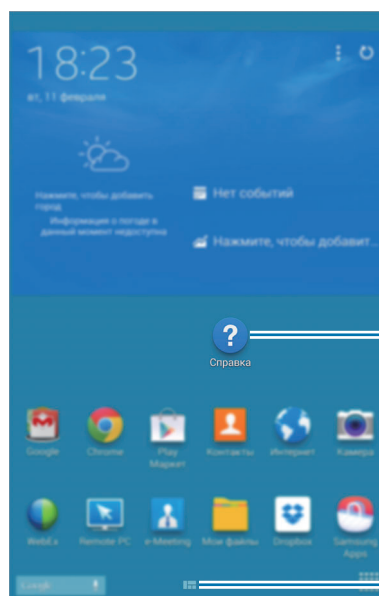 18:23
вт, 11 февраля
Нажмите, чтобы добавить
город
Информация о погоде в
данный момент недоступна
Нет событий
Нажмите, чтобы добавит...
?
Справка
Google
Chrome
Play
Маркет
Контакты
Интернет
Камера
WebEx
Remote PC
e-Meeting
Мои файлы
Dropbox
Samsung
Apps
Google